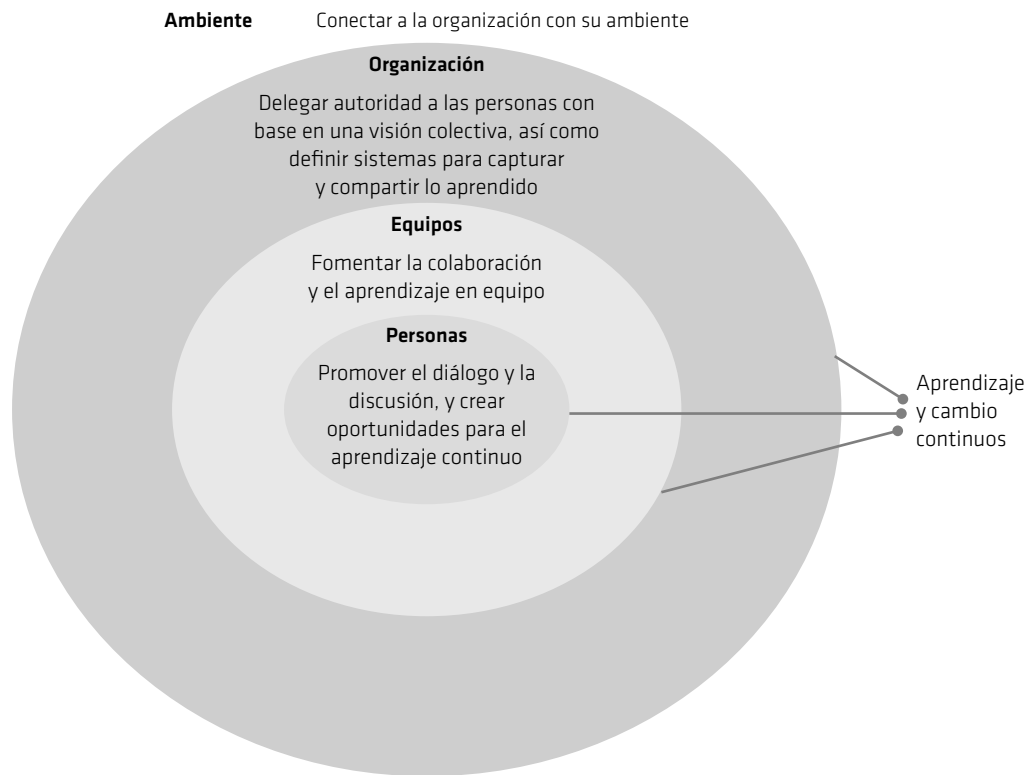 Ambiente Conectar a la organización con su ambiente
Organización
Delegar autoridad a las personas con
base en una visión colectiva, así como
definir sistemas para capturar
y compartir lo aprendido
Equipos
Fomentar la colaboración
y el aprendizaje en equipo
Personas
Promover el diálogo y la
discusión, y crear
oportunidades para el
aprendizaje continuo
Aprendizaje
y cambio
continuos